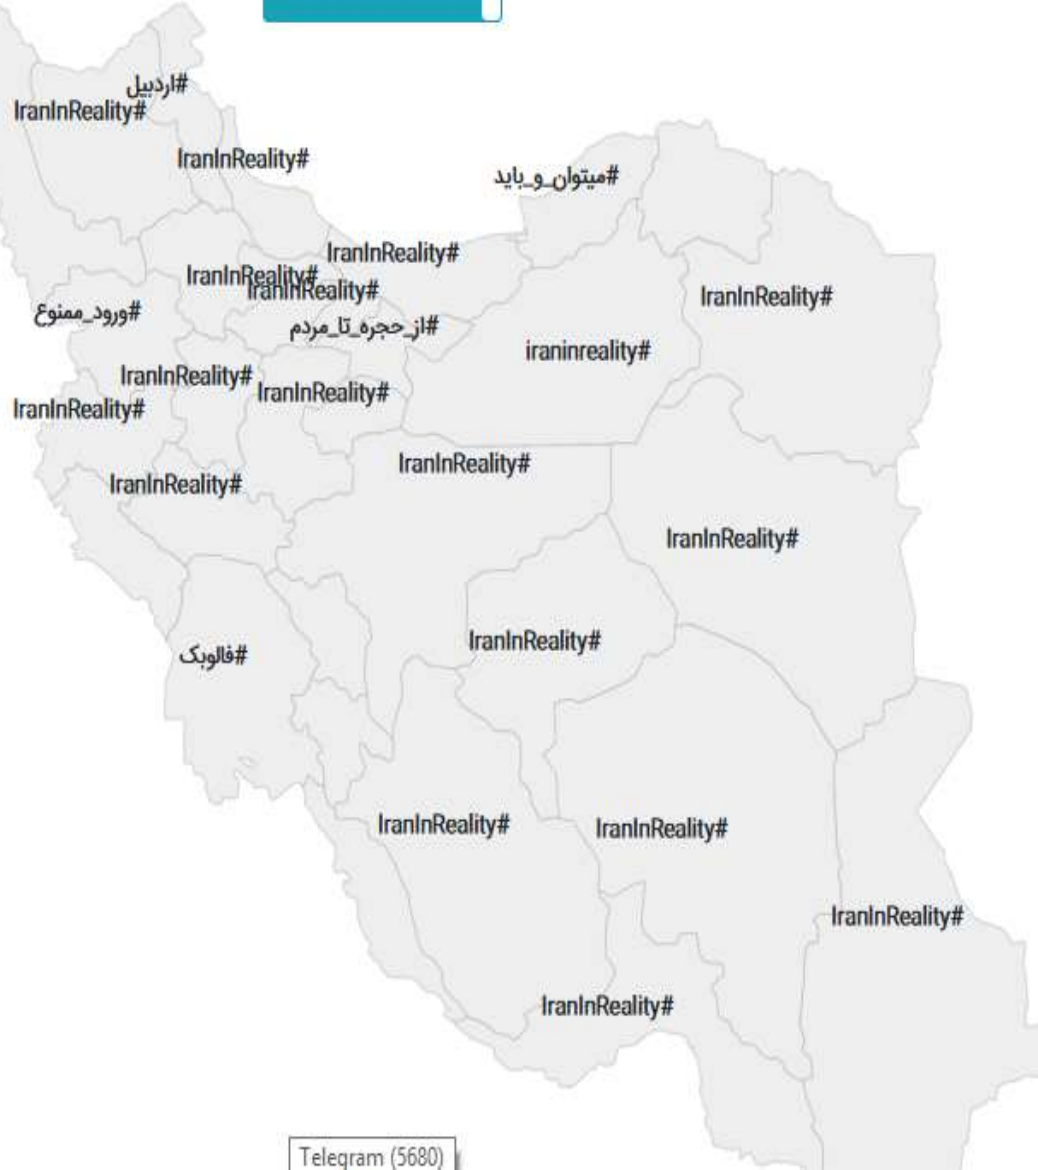 #اردبیل
IranInReality#
IranInReality#
#میتوان_و_باید
IranInReality#
IranInReality#
IranInReality#
IranInReality#
#ورود_ممنوع
#از_حجره_تا_مردم
iraninreality#
IranInReality#
IranInReality#
IranInReality#
IranInReality#
IranInReality#
IranInReality#
IranInReality#
#فالوبک
IranInReality#
IranInReality#
IranInReality#
IranInReality#
Telegram (5680)